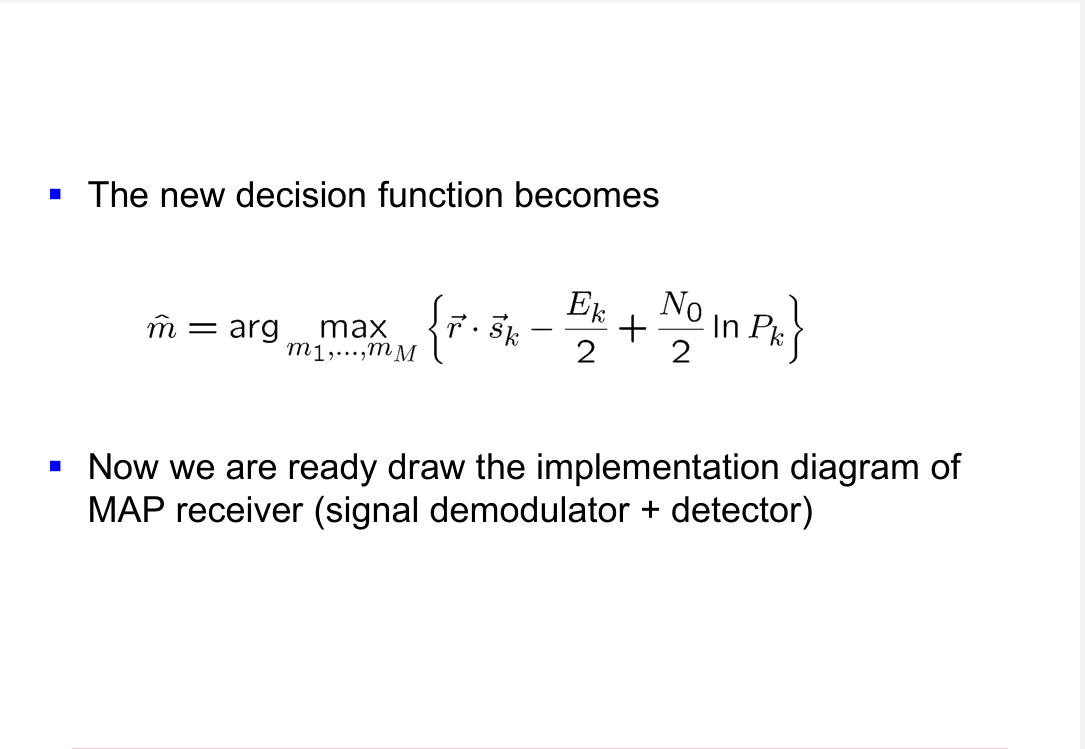 ▪ The new decision function becomes
$\hat{m} = \arg \max_{m_1,\ldots,m_M} \left\{ \vec{r} \cdot \vec{s}_k - \frac{E_k}{2} + \frac{N_0}{2} \ln P_k \right\}$
▪ Now we are ready draw the implementation diagram of
MAP receiver (signal demodulator + detector)